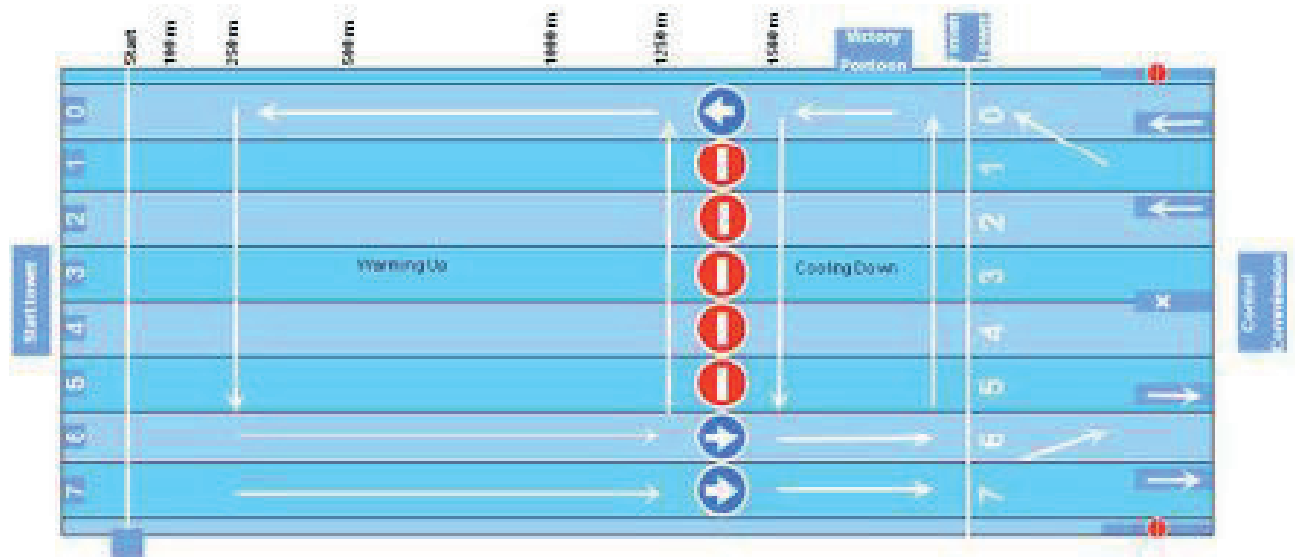 Start
100 m
250 m
500 m
1000 m
1250 m
1500 m
Victory
Pontoon
Tower
0
1
2
3
4
5
6
7
Start tower
Warming Up
Cooling Down
0
1
2
3
4
5
6
7
x
Control
Commission